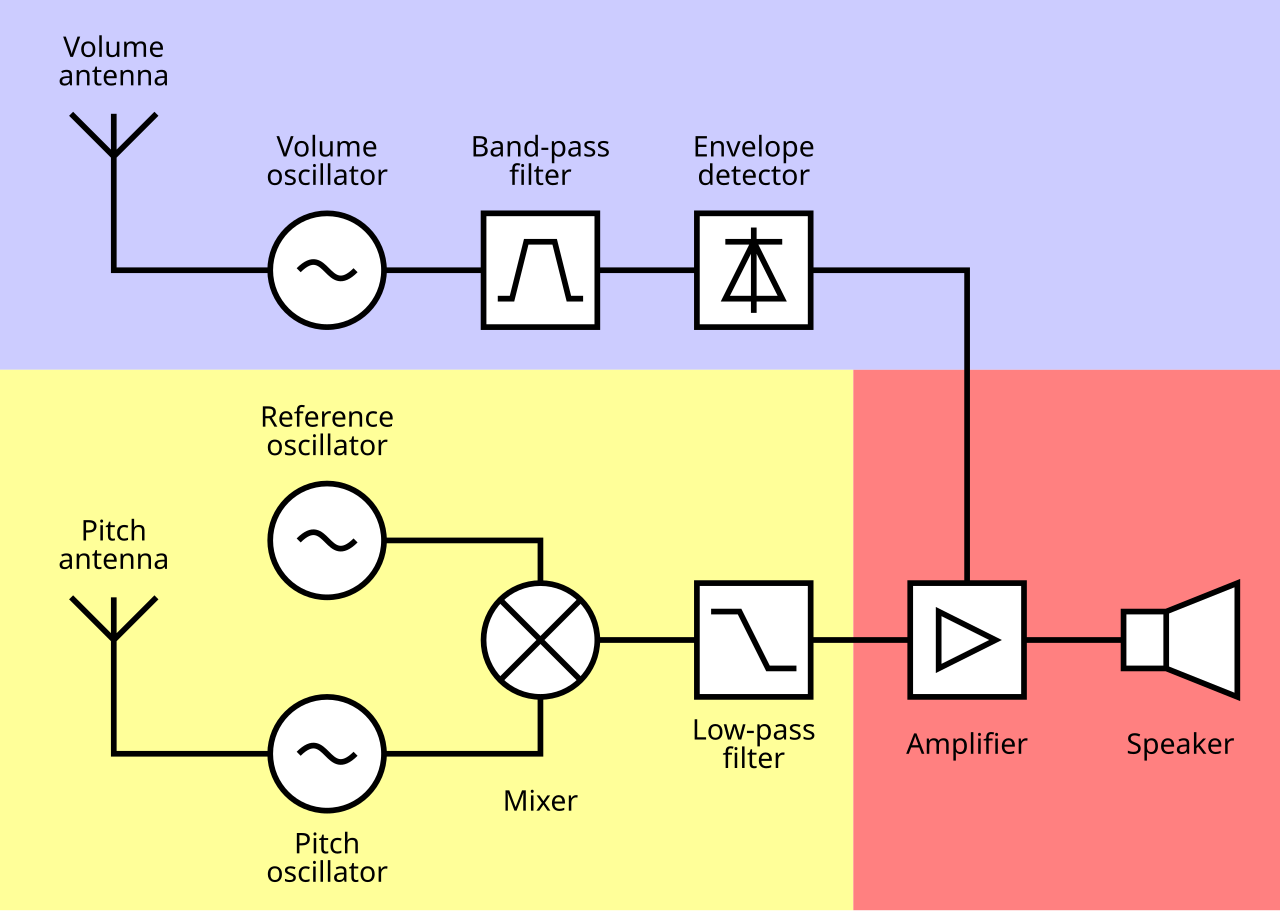 Volume
antenna
Volume
oscillator
Band-pass
filter
Envelope
detector
Reference
oscillator
Pitch
antenna
Low-pass
filter
Amplifier
Speaker
Mixer
Pitch
oscillator